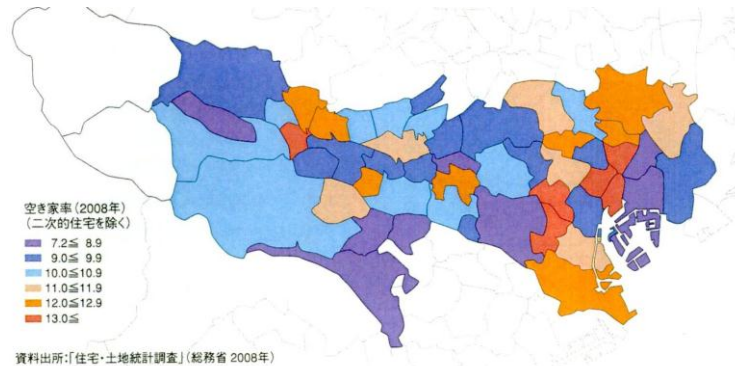 空き家率(2008年)
(二次的住宅を除く)
7.2≦ 8.9
9.0≦ 9.9
10.0≦10.9
11.0≦11.9
12.0≦12.9
13.0≦
資料出所:「住宅・土地統計調査」(総務省 2008年)